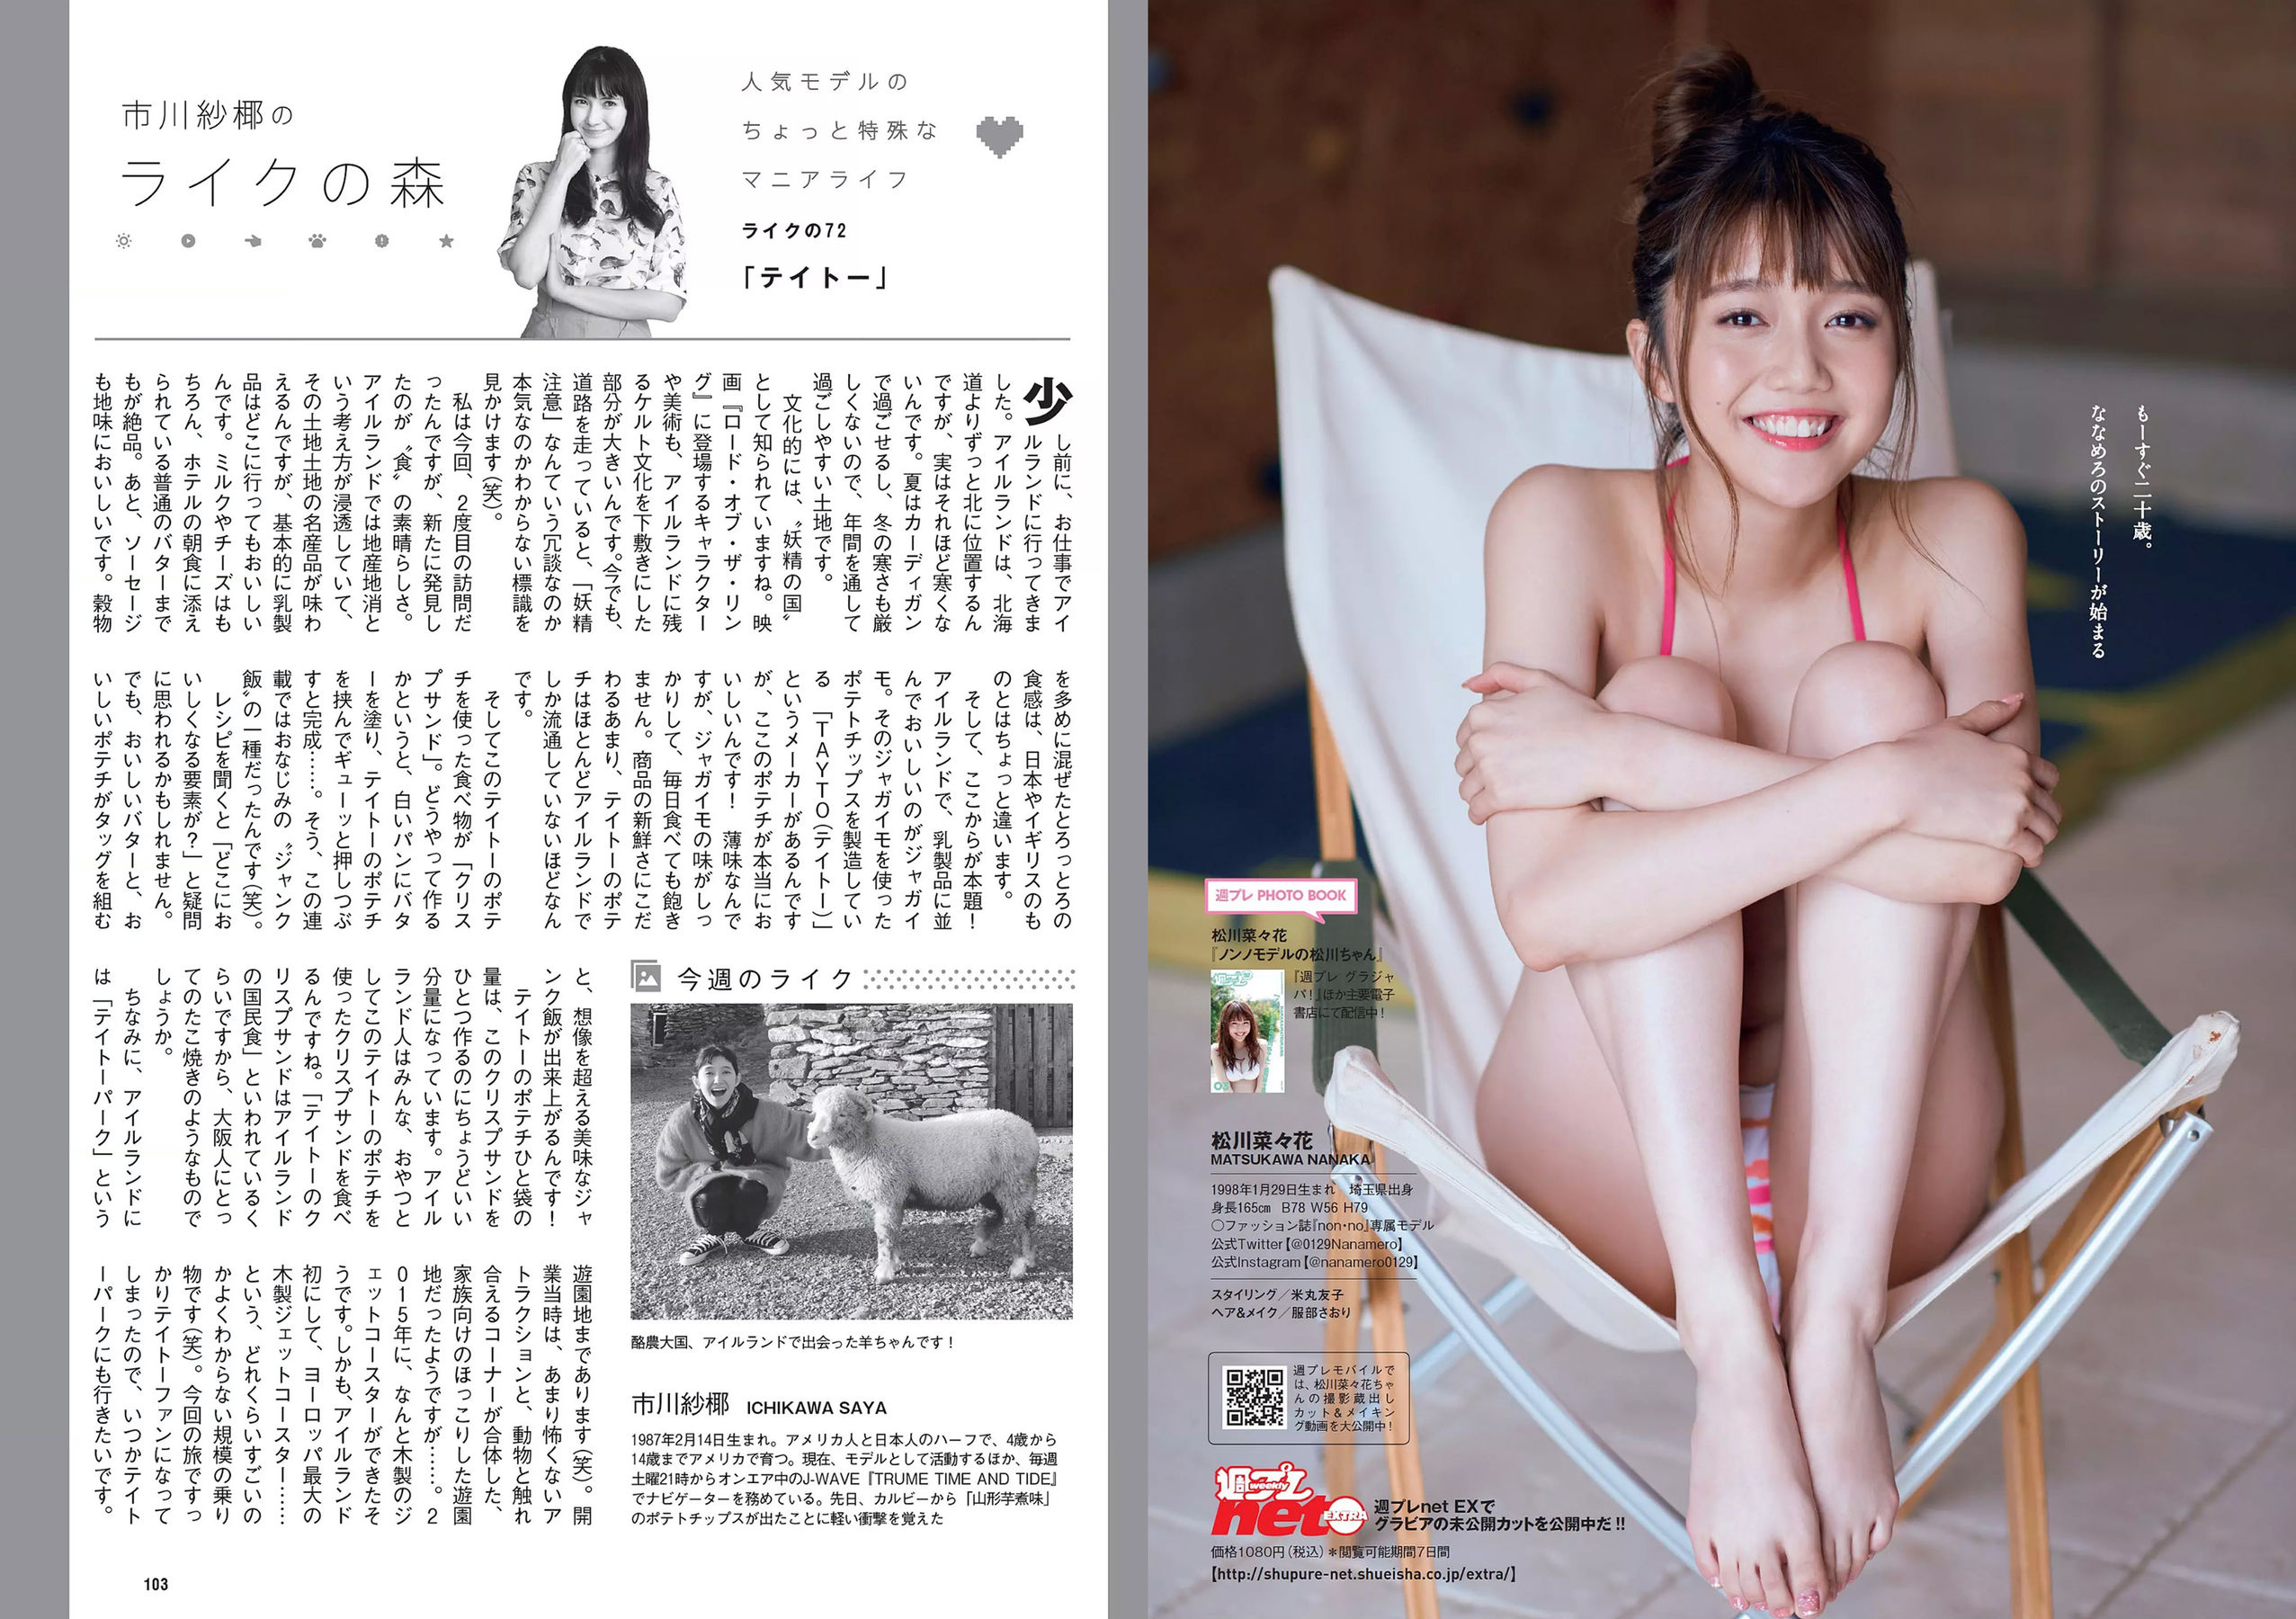 市川紗椰の
ライクの森
人気モデルの
ちょっと特殊な
マニアライフ
ライクの72
「テイトー」
少し前に、お仕事でアイ
ルランドに行ってきま
した。アイルランドは、北海
道よりずっと北に位置するん
ですが、実はそれほど寒くな
いんです。夏はカーディガン
で過ごせるし、冬の寒さも厳
しくないので、年間を通して
過ごしやすい土地です。
文化的には、〝妖精の国〟
として知られていますね。映
画『ロード・オブ・ザ・リン
グ』に登場するキャラクター
や美術も、アイルランドに残
るケルト文化を下敷きにした
部分が大きいんです。今でも、
道路を走っていると、「妖精
注意」なんていう冗談なのか
本気なのかわからない標識を
見かけます(笑)。
私は今回、2度目の訪問だ
ったんですが、新たに発見し
たのが〝食〟の素晴らしさ。
アイルランドでは地産地消と
いう考え方が浸透していて、
その土地土地の名産品が味わ
えるんですが、基本的に乳製
品はどこに行ってもおいしい
んです。ミルクやチーズはも
ちろん、ホテルの朝食に添え
られている普通のバターまで
もが絶品。あと、ソーセージ
も地味においしいです。穀物
を多めに混ぜたとろっとろの
食感は、日本やイギリスのも
のとはちょっと違います。
そして、ここからが本題!
アイルランドで、乳製品に並
んでおいしいのがジャガイ
モ。そのジャガイモを使った
ポテトチップスを製造してい
る「TAYTO(テイトー)」
というメーカーがあるんです
が、ここのポテチが本当にお
いしいんです! 薄味なんで
すが、ジャガイモの味がしっ
かりして、毎日食べても飽き
ません。商品の新鮮さにこだ
わるあまり、テイトーのポテ
チはほとんどアイルランドで
しか流通していないほどなん
です。
そしてこのテイトーのポテ
チを使った食べ物が「クリス
プサンド」。どうやって作る
かというと、白いパンにバタ
ーを塗り、テイトーのポテチ
を挟んでギューッと押しつぶ
すと完成……。そう、この連
載ではおなじみの〝ジャンク
飯〟の一種だったんです(笑)。
レシピを聞くと「どこにお
いしくなる要素が?」と疑問
に思われるかもしれません。
でも、おいしいバターと、お
いしいポテチがタッグを組む
と、想像を超える美味なジャ
ンク飯が出来上がるんです!
テイトーのポテチひと袋の
量は、このクリスプサンドを
ひとつ作るのにちょうどいい
分量になっています。アイル
ランド人はみんな、おやつと
してこのテイトーのポテチを
使ったクリスプサンドを食べ
るんですね。「テイトーのク
リスプサンドはアイルランド
の国民食」といわれているく
らいですから、大阪人にとっ
てのたこ焼きのようなもので
しょうか。
ちなみに、アイルランドに
は「テイトーパーク」という
遊園地まであります(笑)。開
業当時は、あまり怖くないア
トラクションと、動物と触れ
合えるコーナーが合体した、
家族向けのほっこりした遊園
地だったようですが……。2
015年に、なんと木製のジ
ェットコースターができたそ
うです。しかも、アイルランド
初にして、ヨーロッパ最大の
木製ジェットコースター……
という、どれくらいすごいの
かよくわからない規模の乗り
物です(笑)。今回の旅ですっ
かりテイトーファンになって
しまったので、いつかテイト
ーパークにも行きたいです。
今週のライク
酪農大国、アイルランドで出会った羊ちゃんです!
市川紗椰 ICHIKAWA SAYA
1987年2月14日生まれ。アメリカ人と日本人のハーフで、4歳から
14歳までアメリカで育つ。現在、モデルとして活動するほか、毎週
土曜21時からオンエア中のJ-WAVE『TRUME TIME AND TIDE』
でナビゲーターを務めている。先日、カルビーから「山形芋煮味」
のポテトチップスが出たことに軽い衝撃を覚えた
103
もーすぐ二十歳。
ななめろのストーリーが始まる
週プレ PHOTO BOOK
松川菜々花
『ノンノモデルの松川ちゃん』
『週プレ グラジャ
パ!』ほか主要電子
書店にて配信中!
松川菜々花
MATSUKAWA NANAKA
1998年1月29日生まれ 埼玉県出身
身長165㎝ B78 W56 H79
○ファッション誌『non・no』専属モデル
公式Twitter【@0129Nanamero】
公式Instagram【@nanamero0129】
スタイリング/米丸友子
ヘア&メイク/服部さおり
週プレモバイルで
は、松川菜々花ちゃ
んの撮影蔵出し
カット&メイキン
グ動画を大公開中!
週プレ weekly
net EXTRA
週プレnet EXで
グラビアの未公開カットを公開中だ!!
価格1080円(税込)*閲覧可能期間7日間
【http://shupure-net.shueisha.co.jp/extra/】